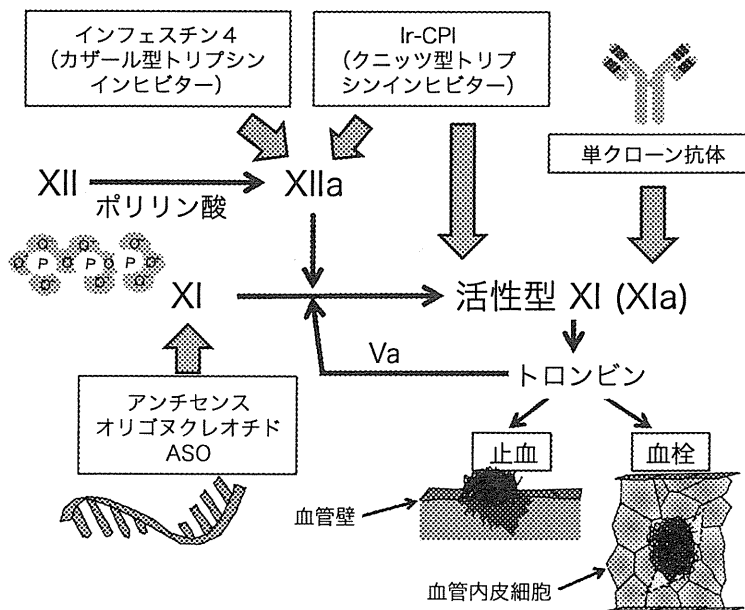 インフェスチン4
（カザール型トリプシン
インヒビター）
Ir-CPI
（クニッツ型トリプ
シンインヒビター）
単クローン抗体
XII
ポリリン酸
XIIa
O O O O O P O P O P O O O O
XI
活性型 XI (XIa)
Va
トロンビン
アンチセンス
オリゴヌクレオチド
ASO
止血
血栓
血管壁
血管内皮細胞